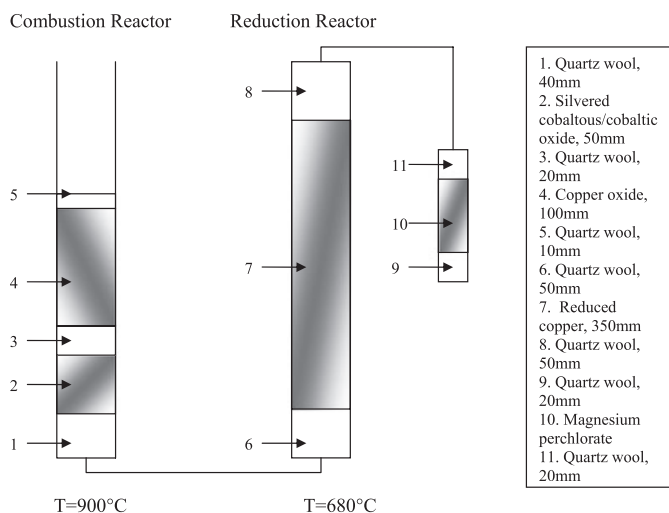 Combustion Reactor
Reduction Reactor
8
11
5
10
4
7
9
3
2
1
6
T=900°C
T=680°C
1. Quartz wool,
40mm
2. Silvered
cobaltous/cobaltic
oxide, 50mm
3. Quartz wool,
20mm
4. Copper oxide,
100mm
5. Quartz wool,
10mm
6. Quartz wool,
50mm
7. Reduced
copper, 350mm
8. Quartz wool,
50mm
9. Quartz wool,
20mm
10. Magnesium
perchlorate
11. Quartz wool,
20mm